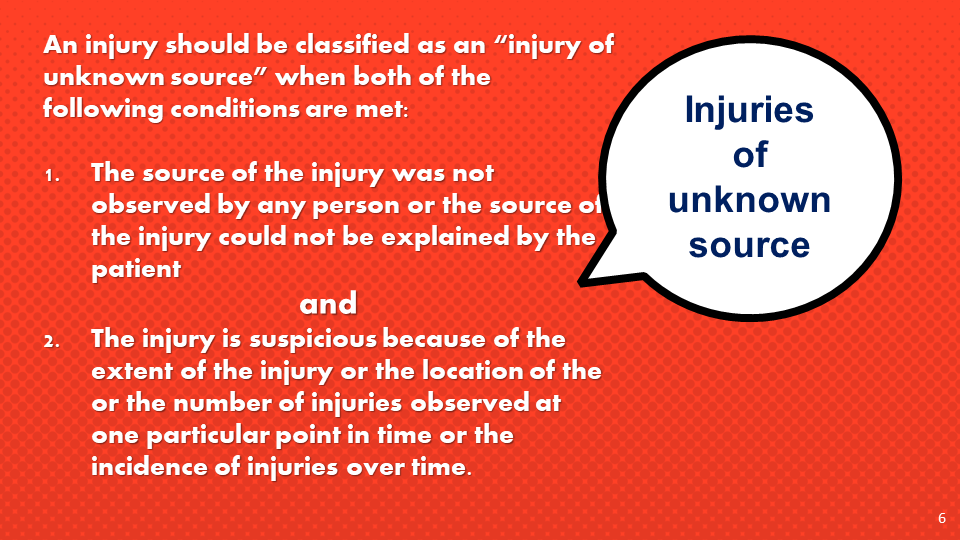 An injury should be classified as an “injury of
unknown source” when both of the
following conditions are met:
1. The source of the injury was not
observed by any person or the source of
the injury could not be explained by the
patient
and
2. The injury is suspicious because of the
extent of the injury or the location of the
or the number of injuries observed at
one particular point in time or the
incidence of injuries over time.
Injuries
of
unknown
source
6